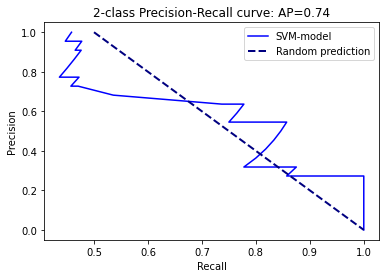 2-class Precision-Recall curve: AP=0.74
SVM-model
Random prediction
Precision
1.0
0.8
0.6
0.4
0.2
0.0
0.5
0.6
0.7
0.8
0.9
1.0
Recall